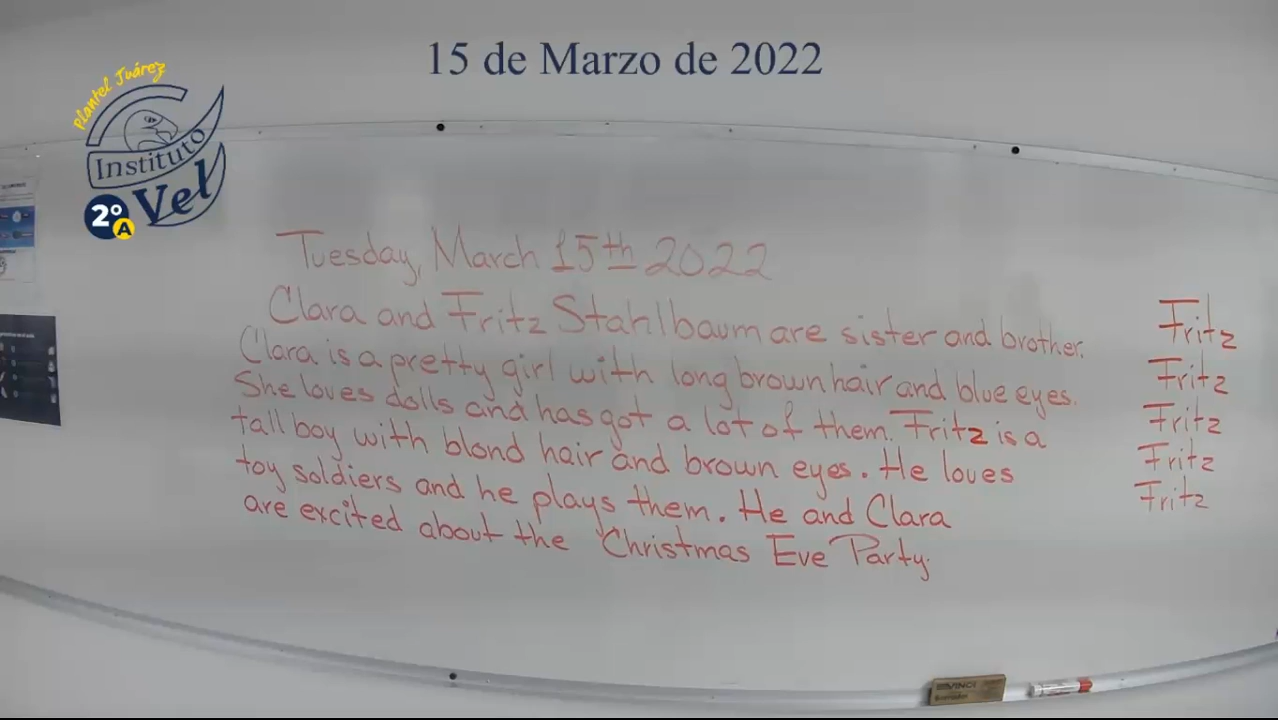 15 de Marzo de 2022
Plantel Juárez
Instituto
Vel
2º
A
Tuesday, March 15th 2022
Clara and Fritz Stahlbaum are sister and brother.
Clara is a pretty girl with long brown hair and blue eyes.
She loves dolls and has got a lot of them. Fritz is a
tall boy with blond hair and brown eyes. He loves
toy soldiers and he plays them. He and Clara
are excited about the Christmas Eve Party.
Fritz
Fritz
Fritz
Fritz
Fritz